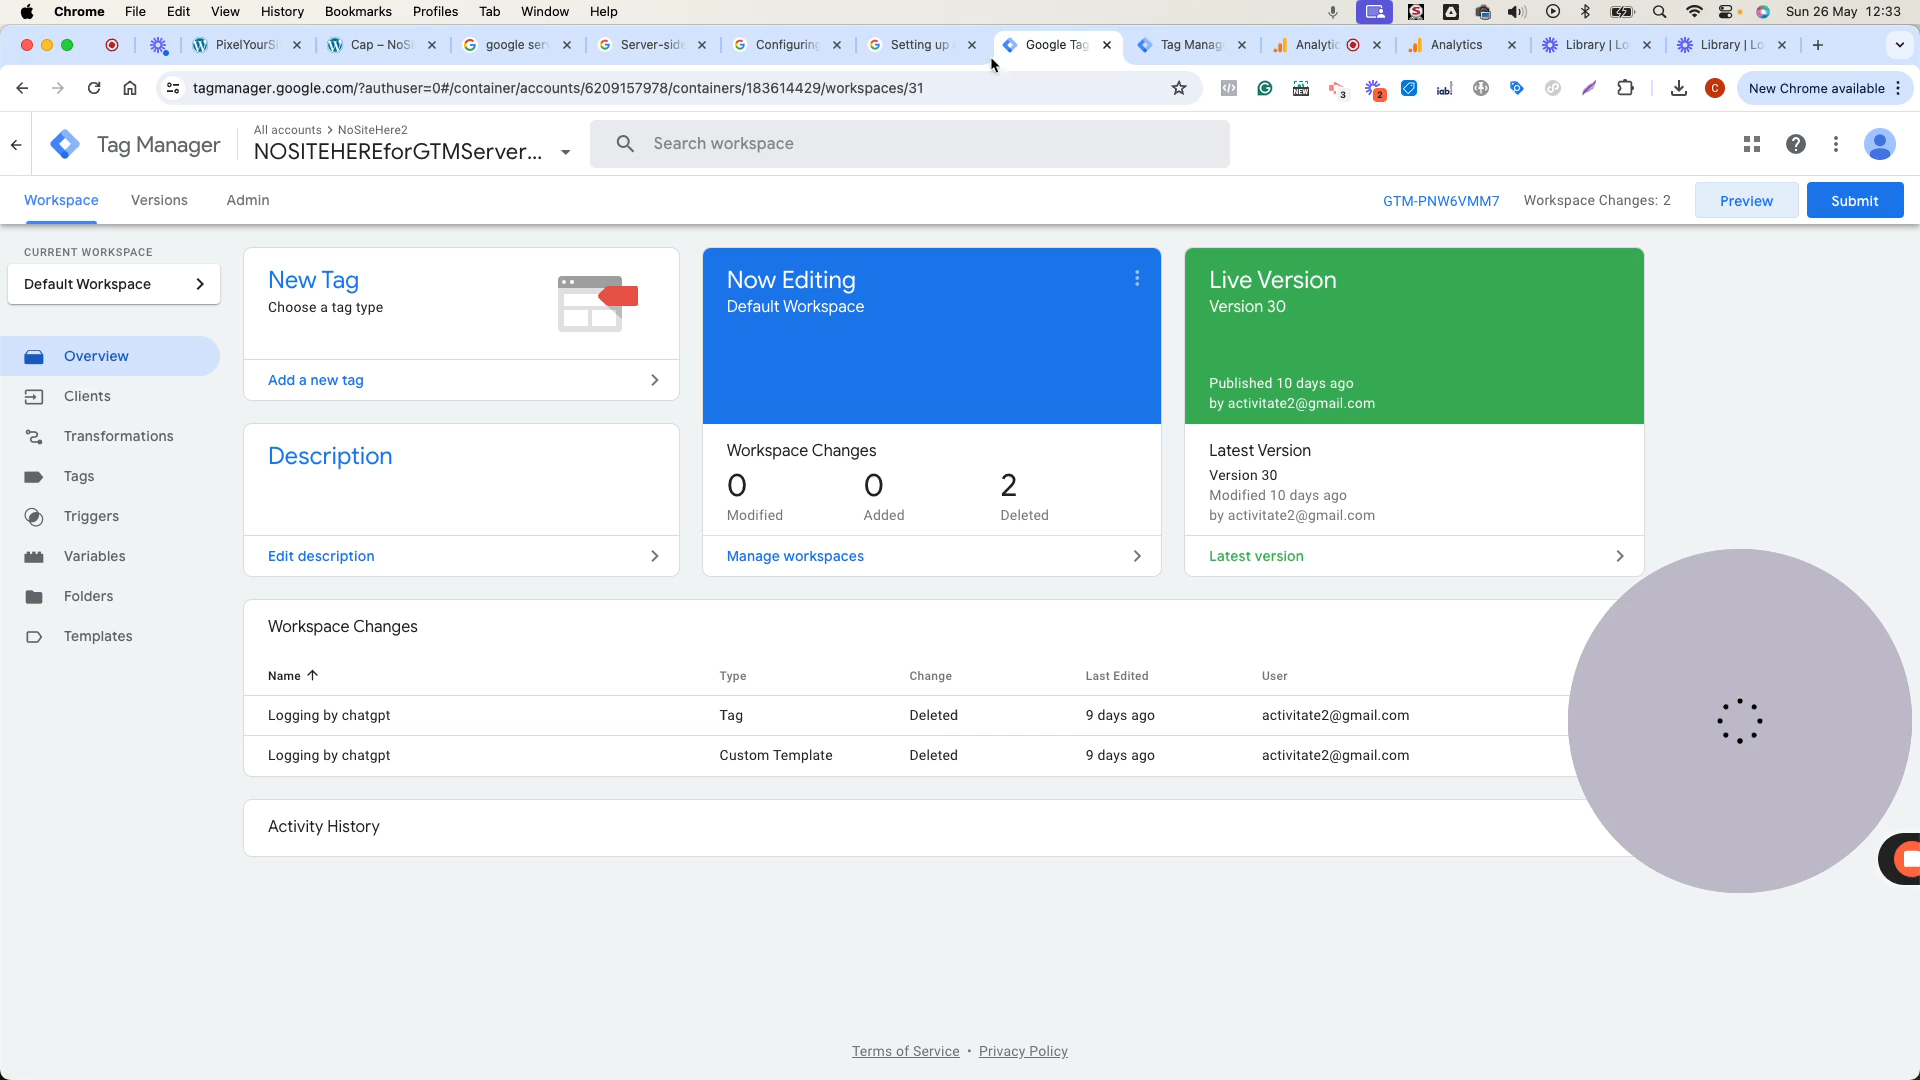 Chrome File Edit View History Bookmarks Profiles Tab Window Help Sun 26 May 12:33
PixelYourSi Cap – NoSi google serv Server-side Configuring Setting up Google Tag Tag Manag Analytic Analytics Library | Lo Library | Lo
tagmanager.google.com/?authuser=0#/container/accounts/6209157978/containers/183614429/workspaces/31
NEW 3 2 iab! C New Chrome available
Tag Manager
All accounts > NoSiteHere2
NOSITEHEREforGTMServer...
Search workspace
Workspace Versions Admin GTM-PNW6VMM7 Workspace Changes: 2 Preview Submit
CURRENT WORKSPACE
Default Workspace
Overview
Clients
Transformations
Tags
Triggers
Variables
Folders
Templates
New Tag
Choose a tag type
Add a new tag
Description
Edit description
Now Editing
Default Workspace
Workspace Changes
0 0 2
Modified Added Deleted
Manage workspaces
Live Version
Version 30
Published 10 days ago
by activitate2@gmail.com
Latest Version
Version 30
Modified 10 days ago
by activitate2@gmail.com
Latest version
Workspace Changes
Name Type Change Last Edited User
Logging by chatgpt Tag Deleted 9 days ago activitate2@gmail.com
Logging by chatgpt Custom Template Deleted 9 days ago activitate2@gmail.com
Activity History
Terms of Service • Privacy Policy